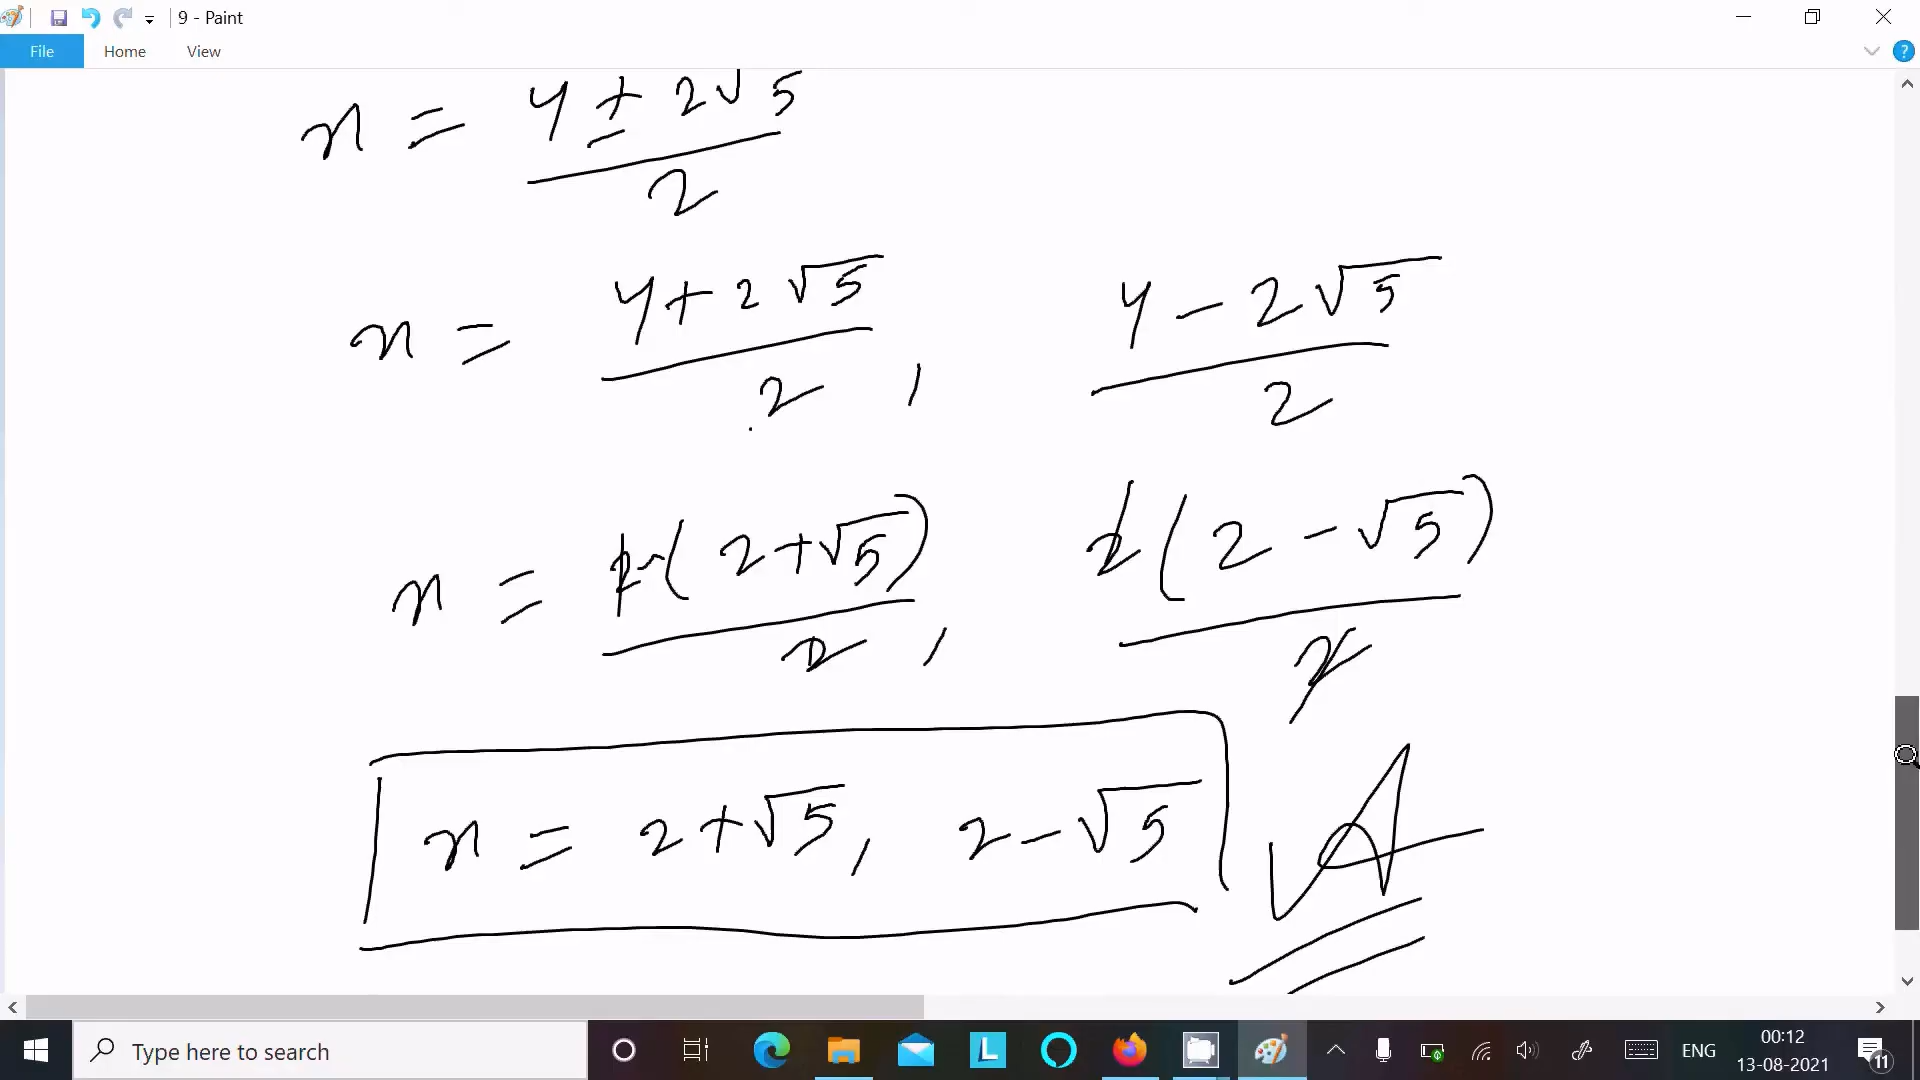 9 - Paint
File Home View
x = 4 ± 2√5 / 2
x = 4 + 2√5 / 2 , 4 - 2√5 / 2
x = 2(2+√5) / 2 , 2(2-√5) / 2
x = 2+√5, 2-√5
A
Type here to search
L
ENG
00:12
13-08-2021
11